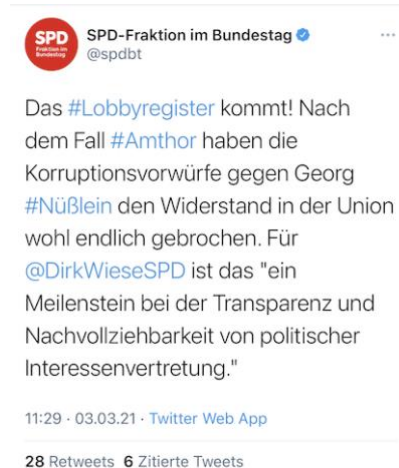 SPD
Fraktion im
Bundestag
SPD-Fraktion im Bundestag
@spdbt
Das #Lobbyregister kommt! Nach
dem Fall #Amthor haben die
Korruptionsvorwürfe gegen Georg
#Nüßlein den Widerstand in der Union
wohl endlich gebrochen. Für
@DirkWieseSPD ist das "ein
Meilenstein bei der Transparenz und
Nachvollziehbarkeit von politischer
Interessenvertretung."
11:29 · 03.03.21 · Twitter Web App
28 Retweets 6 Zitierte Tweets